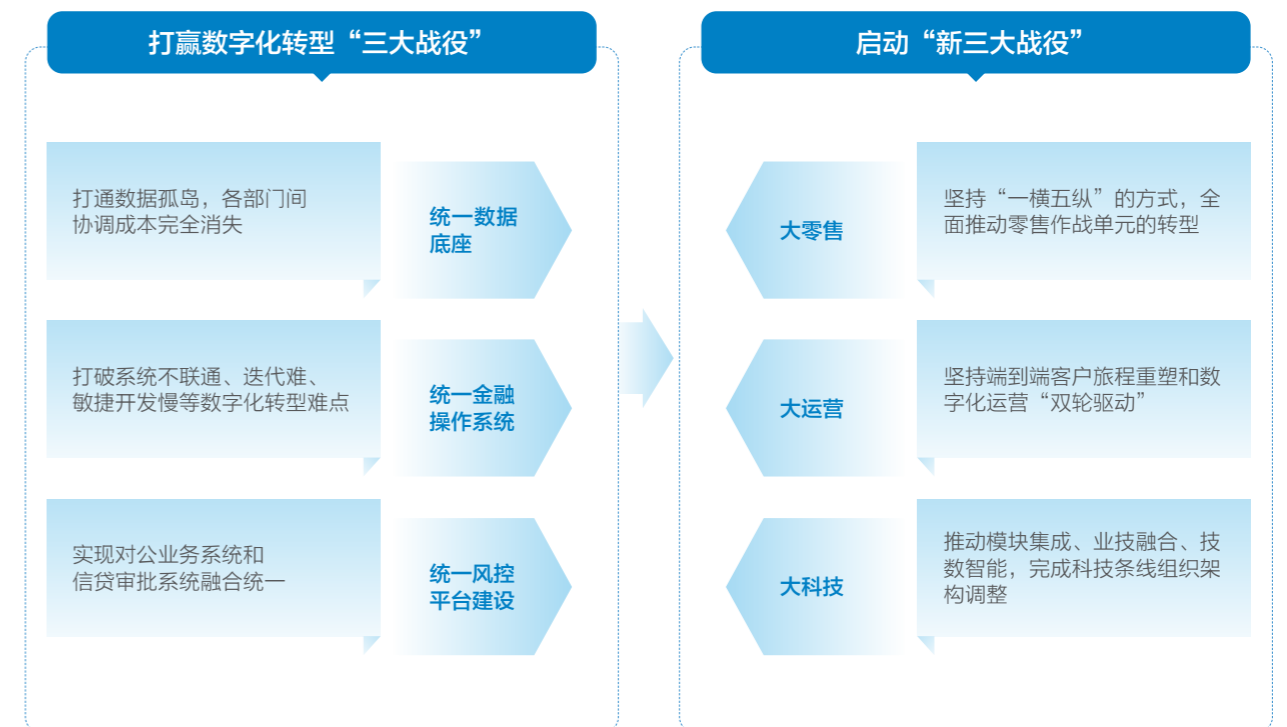 打赢数字化转型“三大战役”
打通数据孤岛，各部门间
协调成本完全消失
统一数据
底座
打破系统不联通、迭代难、
敏捷开发慢等数字化转型难点
统一金融
操作系统
实现对公业务系统和
信贷审批系统融合统一
统一风控
平台建设
启动“新三大战役”
大零售
坚持“一横五纵”的方式，全
面推动零售作战单元的转型
大运营
坚持端到端客户旅程重塑和数
字化运营“双轮驱动”
大科技
推动模块集成、业技融合、技
数智能，完成科技条线组织架
构调整